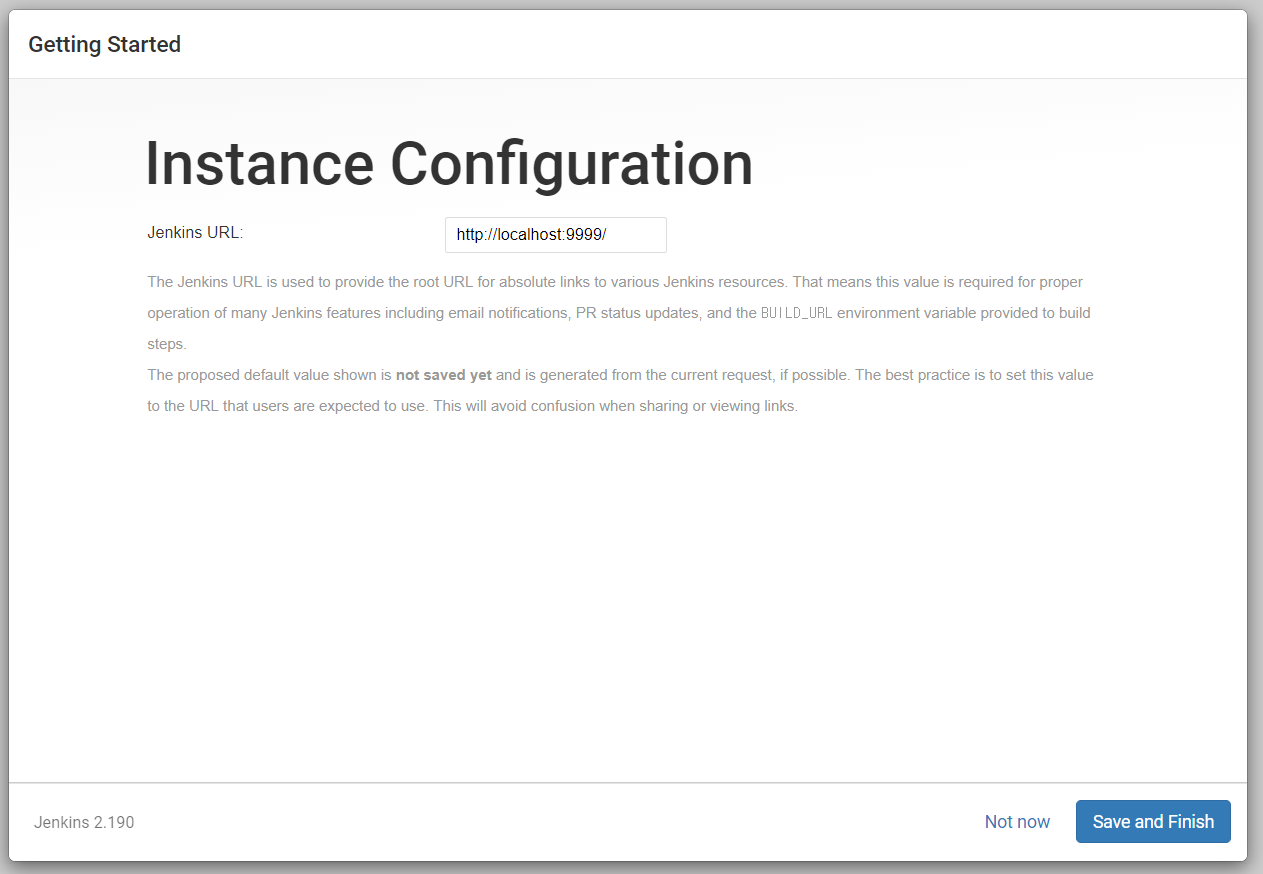 Getting Started
Instance Configuration
Jenkins URL: http://localhost:9999/
The Jenkins URL is used to provide the root URL for absolute links to various Jenkins resources. That means this value is required for proper
operation of many Jenkins features including email notifications, PR status updates, and the BUILD_URL environment variable provided to build
steps.
The proposed default value shown is not saved yet and is generated from the current request, if possible. The best practice is to set this value
to the URL that users are expected to use. This will avoid confusion when sharing or viewing links.
Jenkins 2.190 Not now Save and Finish